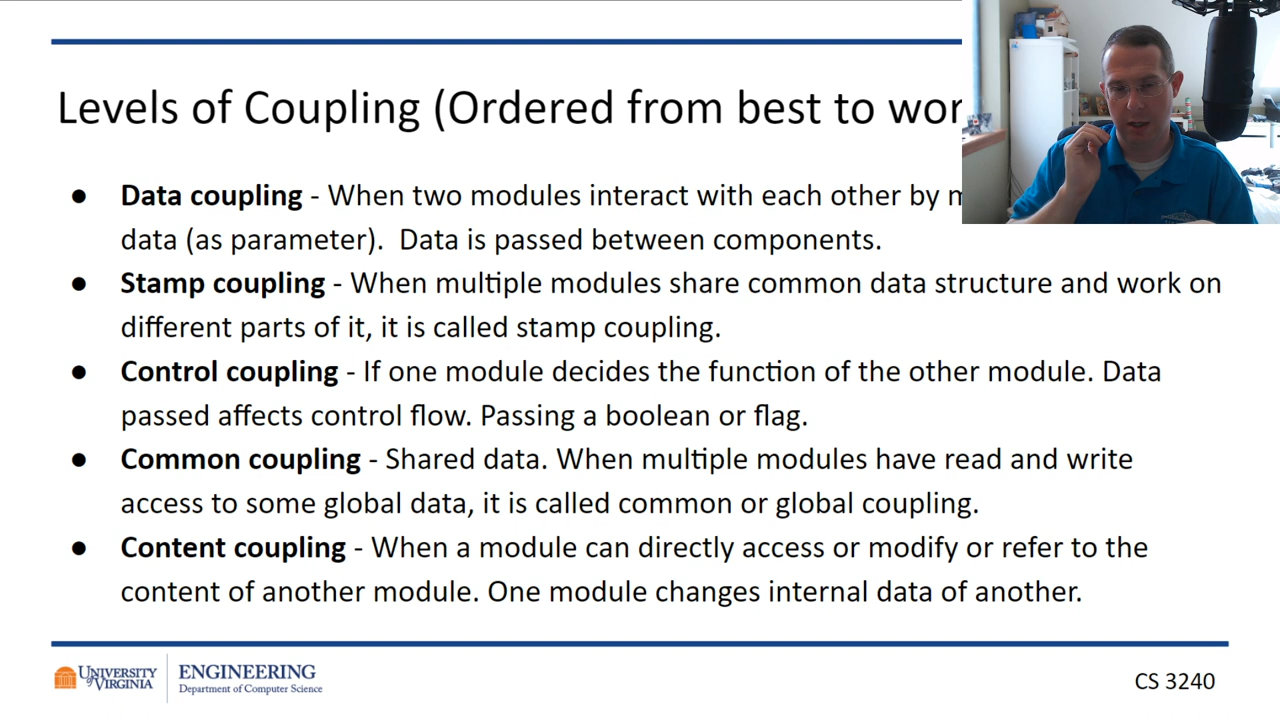 Levels of Coupling (Ordered from best to
● Data coupling - When two modules interact with each other by
data (as parameter). Data is passed between components.
● Stamp coupling - When multiple modules share common data structure and work on
different parts of it, it is called stamp coupling.
● Control coupling - If one module decides the function of the other module. Data
passed affects control flow. Passing a boolean or flag.
● Common coupling - Shared data. When multiple modules have read and write
access to some global data, it is called common or global coupling.
● Content coupling - When a module can directly access or modify or refer to the
content of another module. One module changes internal data of another.
UNIVERSITY of VIRGINIA
ENGINEERING
Department of Computer Science
CS 3240